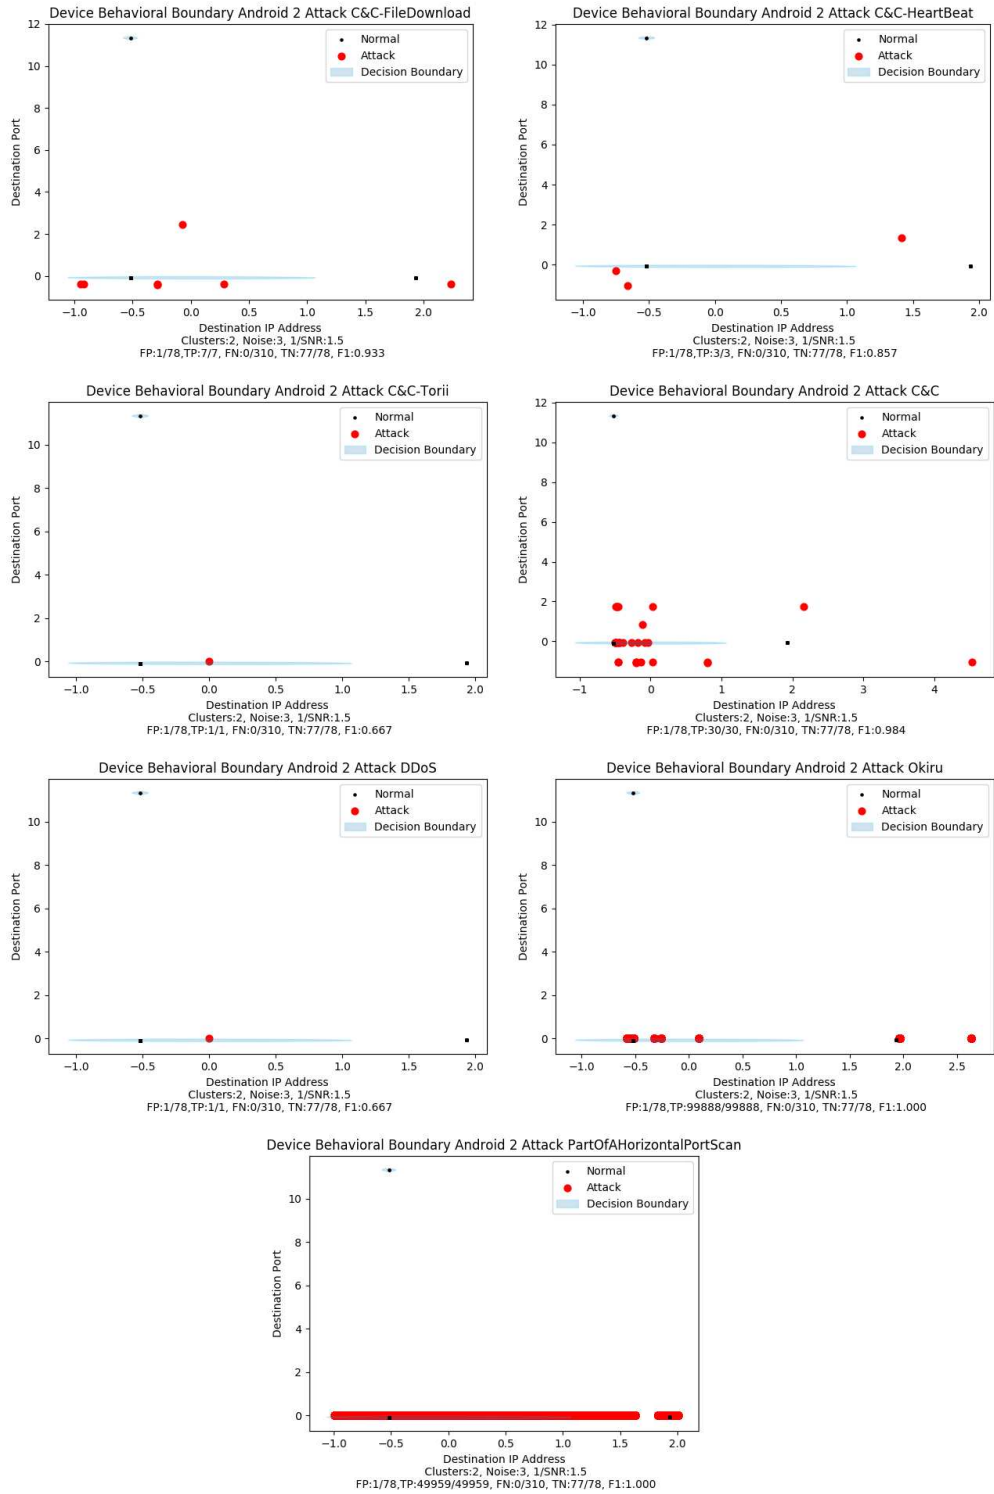 Device Behavioral Boundary Android 2 Attack C&C-FileDownload
12
10
8
6
4
2
0
Destination Port
Normal
Attack
Decision Boundary
−1.0 −0.5 0.0 0.5 1.0 1.5 2.0
Destination IP Address
Clusters:2, Noise:3, 1/SNR:1.5
FP:1/78,TP:7/7, FN:0/310, TN:77/78, F1:0.933
Device Behavioral Boundary Android 2 Attack C&C-HeartBeat
12
10
8
6
4
2
0
Destination Port
Normal
Attack
Decision Boundary
−1.0 −0.5 0.0 0.5 1.0 1.5 2.0
Destination IP Address
Clusters:2, Noise:3, 1/SNR:1.5
FP:1/78,TP:3/3, FN:0/310, TN:77/78, F1:0.857
Device Behavioral Boundary Android 2 Attack C&C-Torii
10
8
6
4
2
0
Destination Port
Normal
Attack
Decision Boundary
−1.0 −0.5 0.0 0.5 1.0 1.5 2.0
Destination IP Address
Clusters:2, Noise:3, 1/SNR:1.5
FP:1/78,TP:1/1, FN:0/310, TN:77/78, F1:0.667
Device Behavioral Boundary Android 2 Attack C&C
12
10
8
6
4
2
0
Destination Port
Normal
Attack
Decision Boundary
−1 0 1 2 3 4
Destination IP Address
Clusters:2, Noise:3, 1/SNR:1.5
FP:1/78,TP:30/30, FN:0/310, TN:77/78, F1:0.984
Device Behavioral Boundary Android 2 Attack DDoS
10
8
6
4
2
0
Destination Port
Normal
Attack
Decision Boundary
−1.0 −0.5 0.0 0.5 1.0 1.5 2.0
Destination IP Address
Clusters:2, Noise:3, 1/SNR:1.5
FP:1/78,TP:1/1, FN:0/310, TN:77/78, F1:0.667
Device Behavioral Boundary Android 2 Attack Okiru
10
8
6
4
2
0
Destination Port
Normal
Attack
Decision Boundary
−1.0 −0.5 0.0 0.5 1.0 1.5 2.0 2.5
Destination IP Address
Clusters:2, Noise:3, 1/SNR:1.5
FP:1/78,TP:99888/99888, FN:0/310, TN:77/78, F1:1.000
Device Behavioral Boundary Android 2 Attack PartOfAHorizontalPortScan
10
8
6
4
2
0
Destination Port
Normal
Attack
Decision Boundary
−1.0 −0.5 0.0 0.5 1.0 1.5 2.0
Destination IP Address
Clusters:2, Noise:3, 1/SNR:1.5
FP:1/78,TP:49959/49959, FN:0/310, TN:77/78, F1:1.000